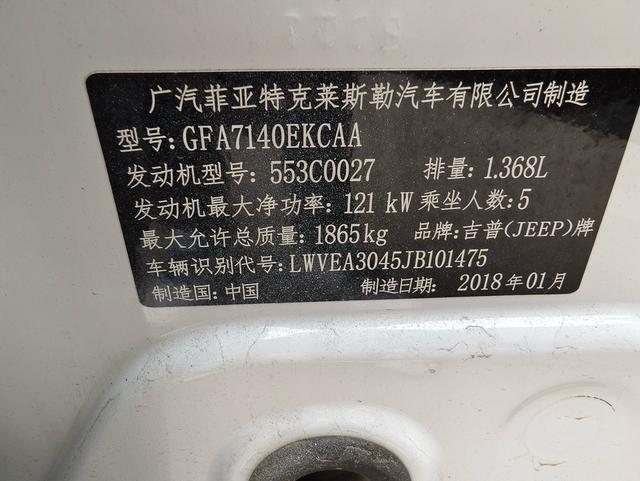 广汽菲亚特克莱斯勒汽车有限公司制造
型号: GFA7140EKCAA
发动机型号: 553C0027 排量: 1.368L
发动机最大净功率: 121 kW 乘坐人数: 5
最大允许总质量: 1865kg 品牌: 吉普(JEEP)牌
车辆识别代号: LWVEA3045JB101475
制造国: 中国 制造日期: 2018年01月